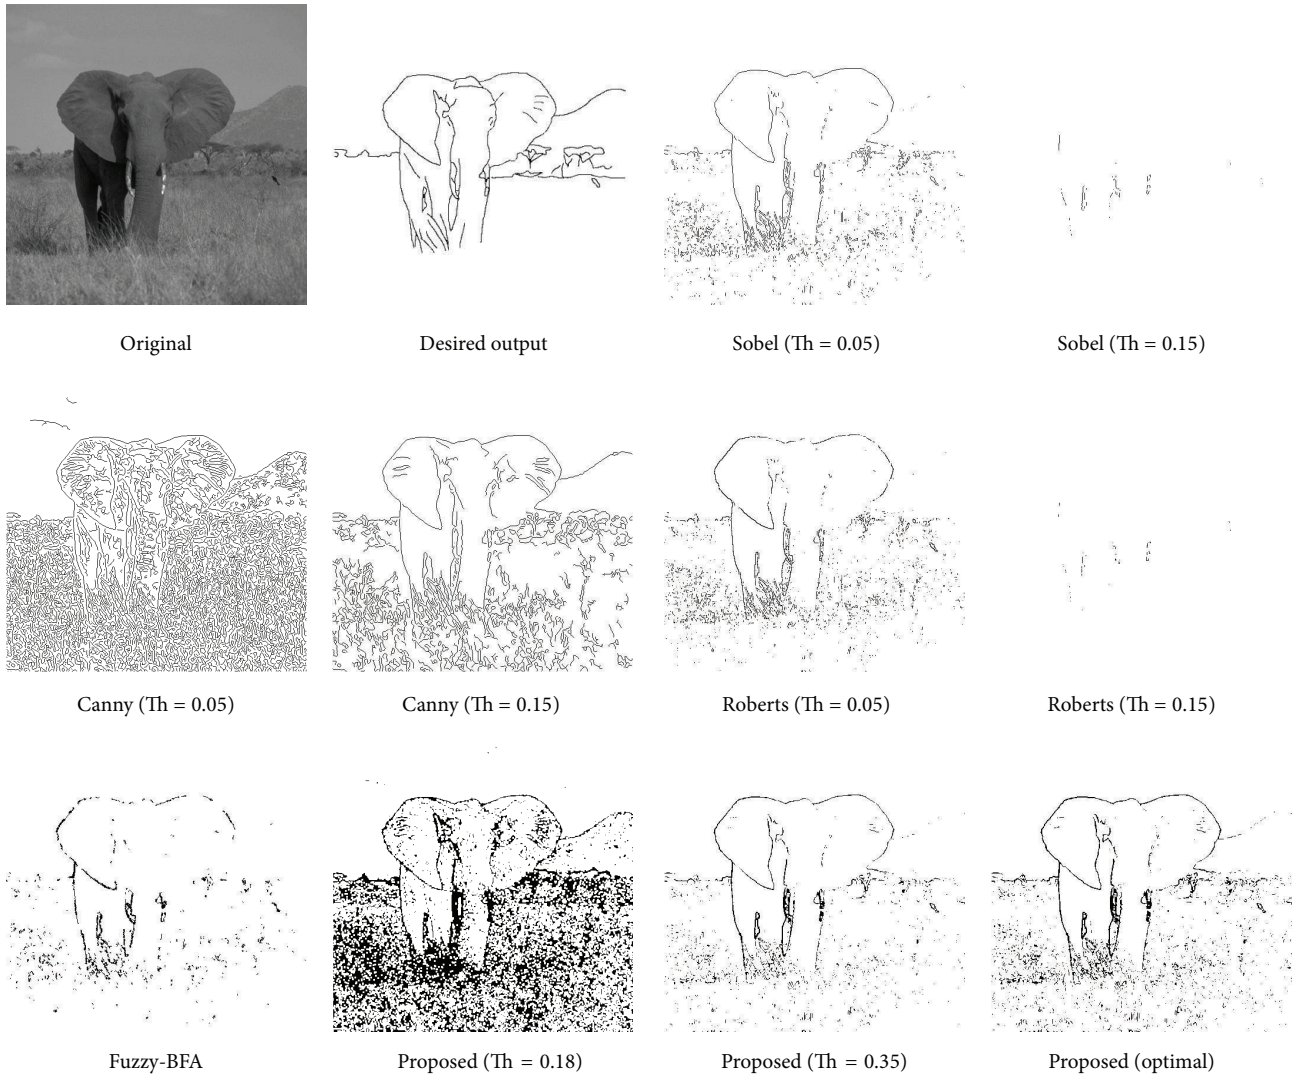 Original
Desired output
Sobel (Th = 0.05)
Sobel (Th = 0.15)
Canny (Th = 0.05)
Canny (Th = 0.15)
Roberts (Th = 0.05)
Roberts (Th = 0.15)
Fuzzy-BFA
Proposed (Th = 0.18)
Proposed (Th = 0.35)
Proposed (optimal)